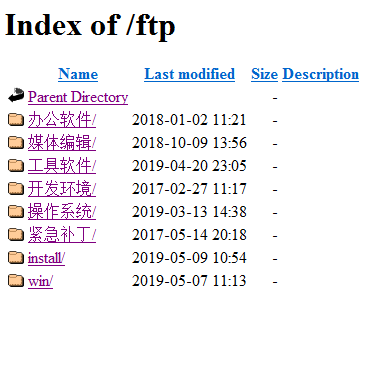 Index of /ftp
Name Last modified Size Description
Parent Directory -
办公软件/ 2018-01-02 11:21 -
媒体编辑/ 2018-10-09 13:56 -
工具软件/ 2019-04-20 23:05 -
开发环境/ 2017-02-27 11:17 -
操作系统/ 2019-03-13 14:38 -
紧急补丁/ 2017-05-14 20:18 -
install/ 2019-05-09 10:54 -
win/ 2019-05-07 11:13 -